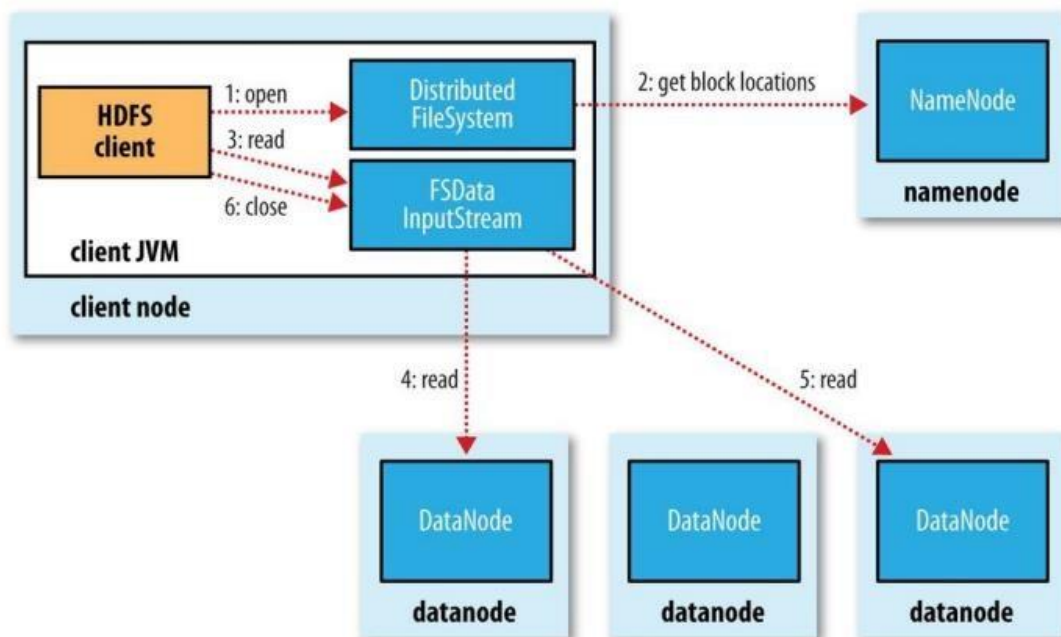 1: open
HDFS
client
3: read
6: close
Distributed
FileSystem
FSData
InputStream
client JVM
client node
2: get block locations
NameNode
namenode
4: read
5: read
DataNode
datanode
DataNode
datanode
DataNode
datanode